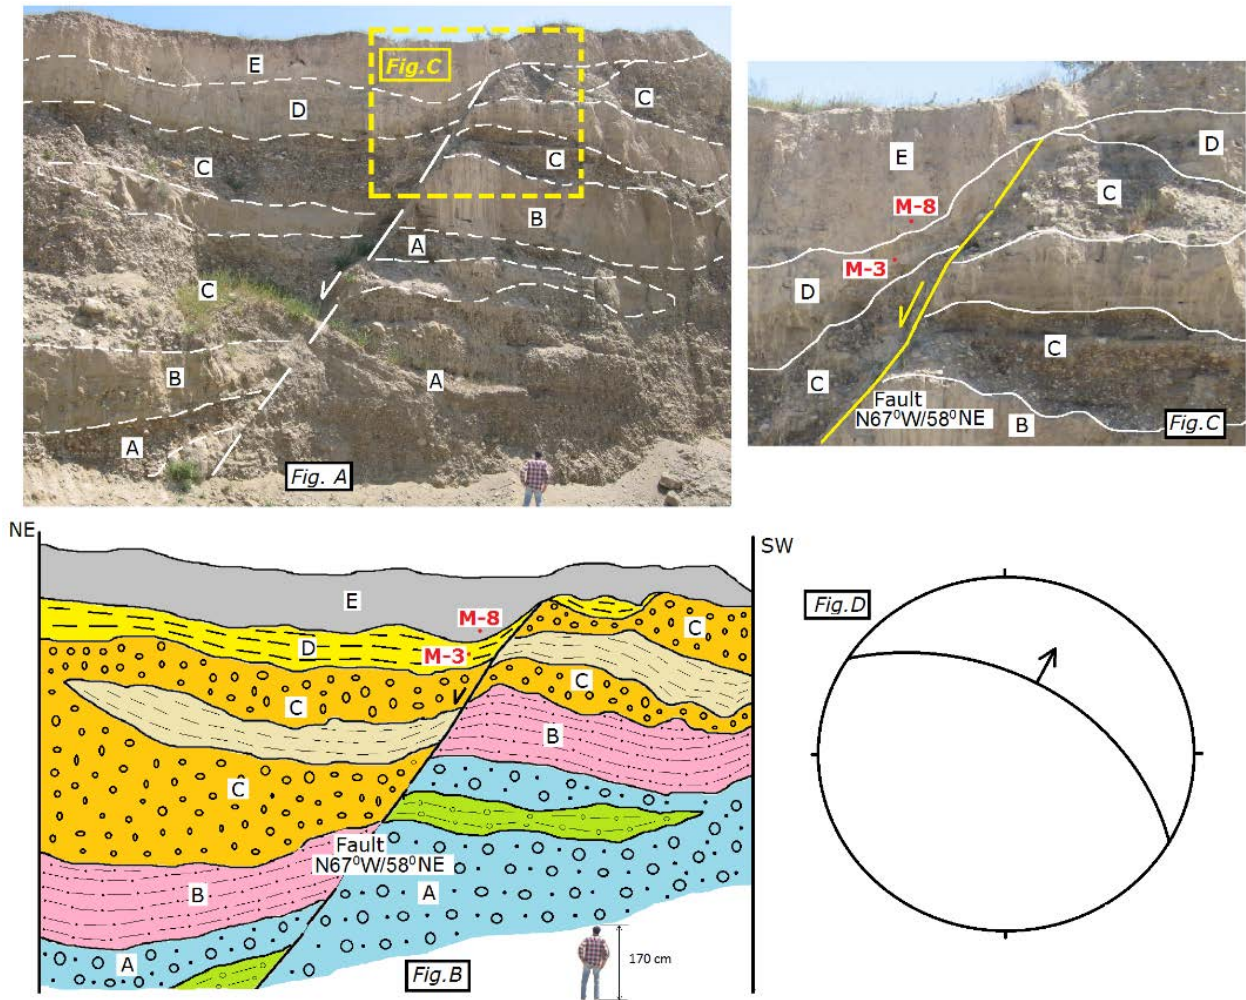 E
Fig.C
D
C
C
C
B
A
C
B
A
A
Fig. A
E
D
M-8
C
M-3
D
C
C
Fault
N67⁰W/58⁰NE
B
Fig.C
NE
SW
E
M-8
D
M-3
C
C
C
B
C
Fault
N67⁰W/58⁰NE
B
A
A
Fig.B
170 cm
Fig.D